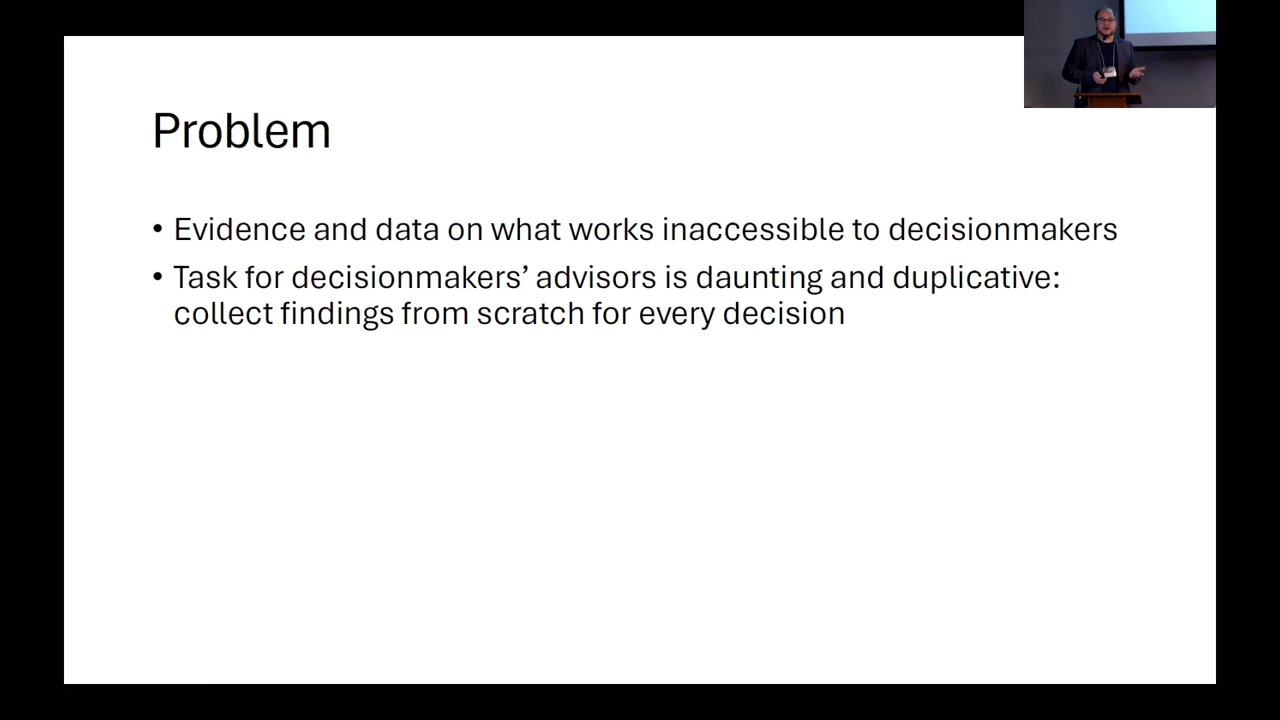 Problem
• Evidence and data on what works inaccessible to decisionmakers
• Task for decisionmakers’ advisors is daunting and duplicative:
collect findings from scratch for every decision